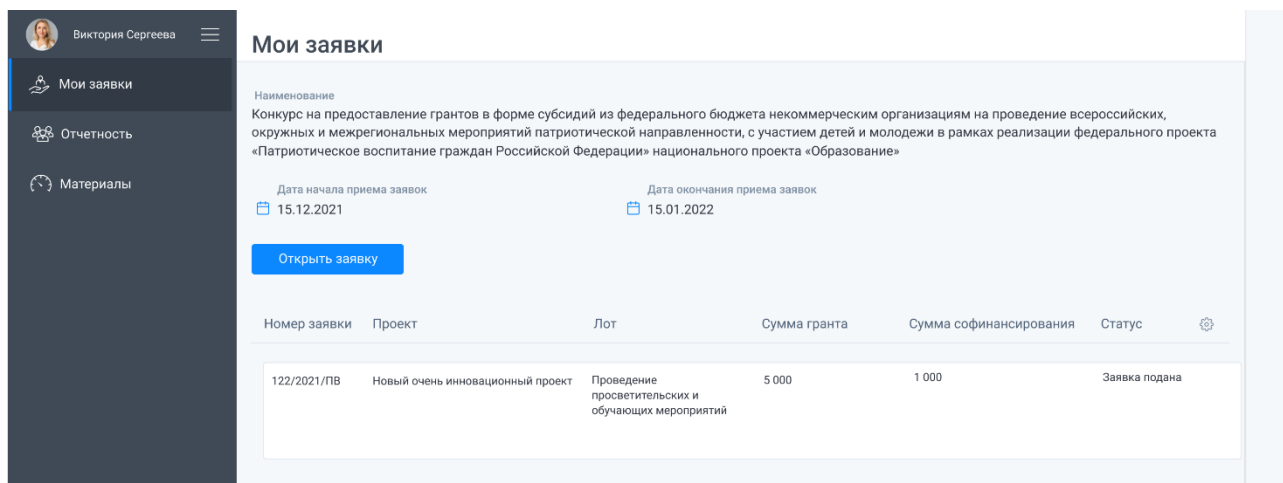 Виктория Сергеева
Мои заявки
Отчетность
Материалы
Мои заявки
Наименование
Конкурс на предоставление грантов в форме субсидий из федерального бюджета некоммерческим организациям на проведение всероссийских,
окружных и межрегиональных мероприятий патриотической направленности, с участием детей и молодежи в рамках реализации федерального проекта
«Патриотическое воспитание граждан Российской Федерации» национального проекта «Образование»
Дата начала приема заявок Дата окончания приема заявок
15.12.2021 15.01.2022
Открыть заявку
Номер заявки Проект Лот Сумма гранта Сумма софинансирования Статус
122/2021/ПВ Новый очень инновационный проект Проведение 5 000 1 000 Заявка подана
просветительских и
обучающих мероприятий